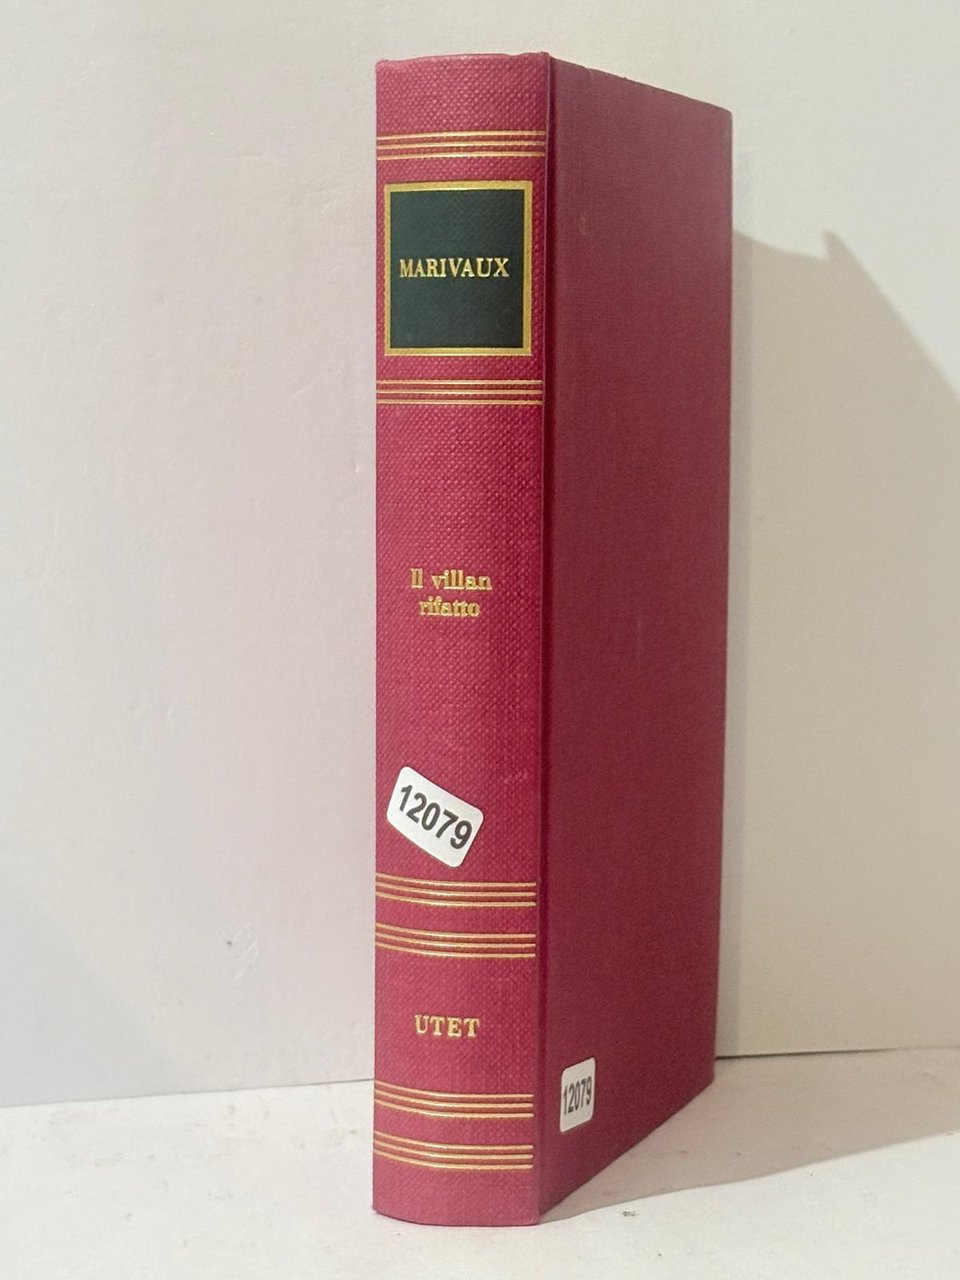 MARIVAUX
Il villan
rifatto
12079
UTET
12079